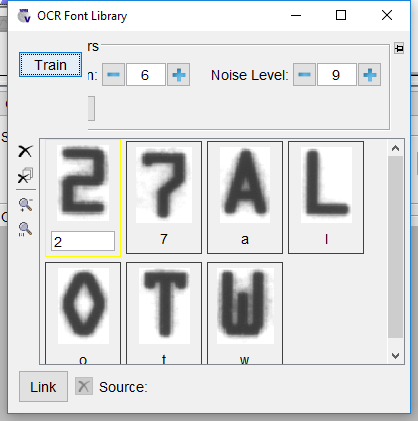 OCR Font Library
rs
Train
n: 6 Noise Level: 9
2 7 A L
2 7 a l
0 T W
o t w
Link Source: